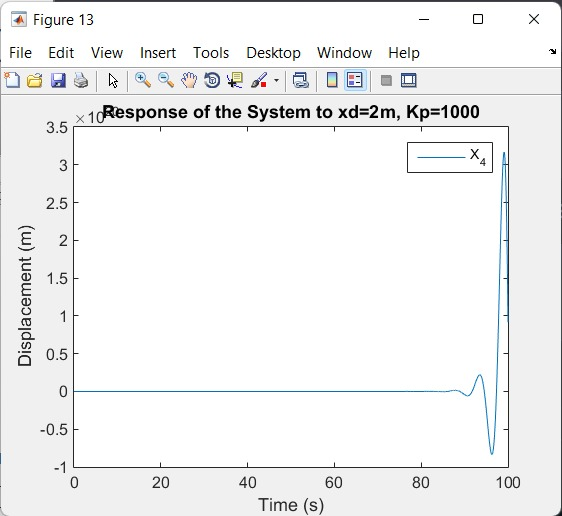 Figure 13
File Edit View Insert Tools Desktop Window Help
Response of the System to xd=2m, Kp=1000
3.5
3
2.5
2
1.5
1
0.5
0
-0.5
-1
X4
Displacement (m)
0 20 40 60 80 100
Time (s)